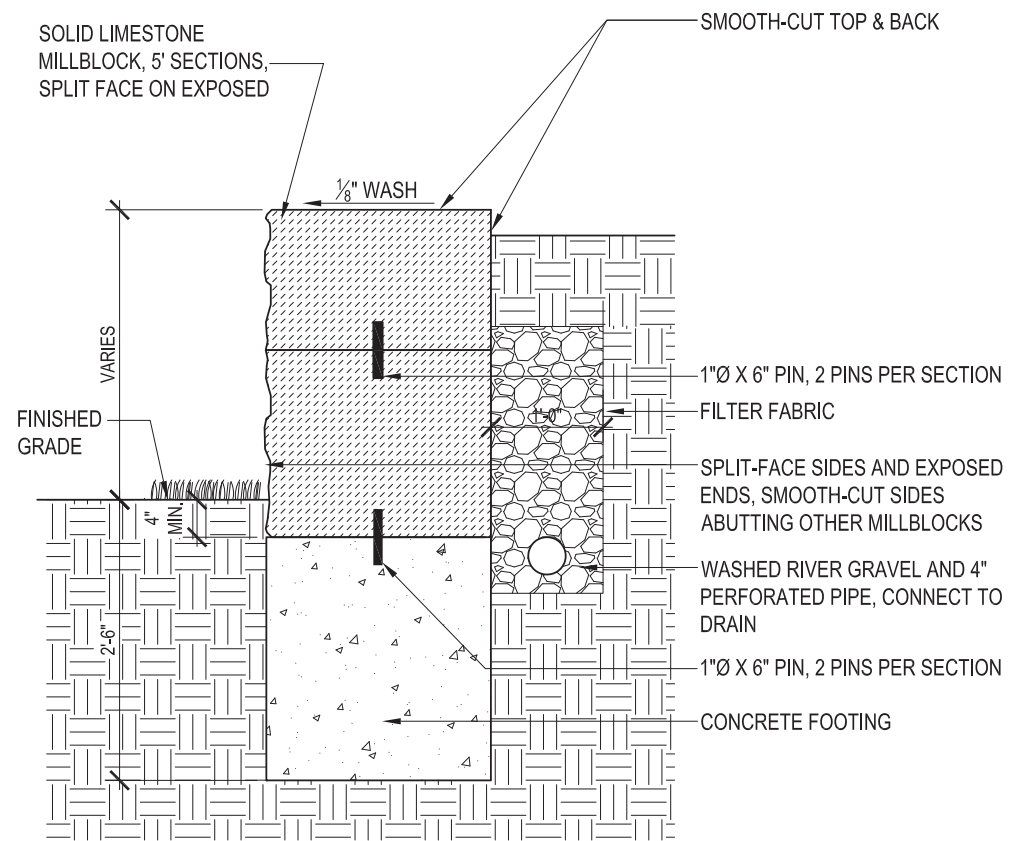 SOLID LIMESTONE
MILLBLOCK, 5' SECTIONS,
SPLIT FACE ON EXPOSED
SMOOTH-CUT TOP & BACK
⅛" WASH
VARIES
1"Ø X 6" PIN, 2 PINS PER SECTION
1'-0"
FILTER FABRIC
FINISHED
GRADE
SPLIT-FACE SIDES AND EXPOSED
ENDS, SMOOTH-CUT SIDES
ABUTTING OTHER MILLBLOCKS
4"
MIN.
WASHED RIVER GRAVEL AND 4"
PERFORATED PIPE, CONNECT TO
DRAIN
2'-6"
1"Ø X 6" PIN, 2 PINS PER SECTION
CONCRETE FOOTING